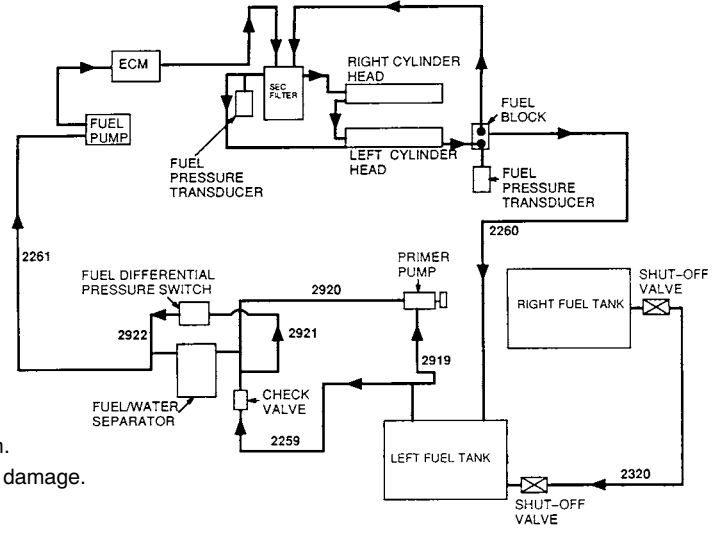 ECM
RIGHT CYLINDER
HEAD
SEC
FILTER
FUEL
BLOCK
FUEL
PUMP
FUEL
PRESSURE
TRANSDUCER
LEFT CYLINDER
HEAD
FUEL
PRESSURE
TRANSDUCER
2260
2261
PRIMER
PUMP
FUEL DIFFERENTIAL
PRESSURE SWITCH
2920
SHUT-OFF
VALVE
RIGHT FUEL TANK
2922
2921
2919
FUEL/WATER
SEPARATOR
CHECK
VALVE
2259
n.
LEFT FUEL TANK
2320
damage.
SHUT-OFF
VALVE